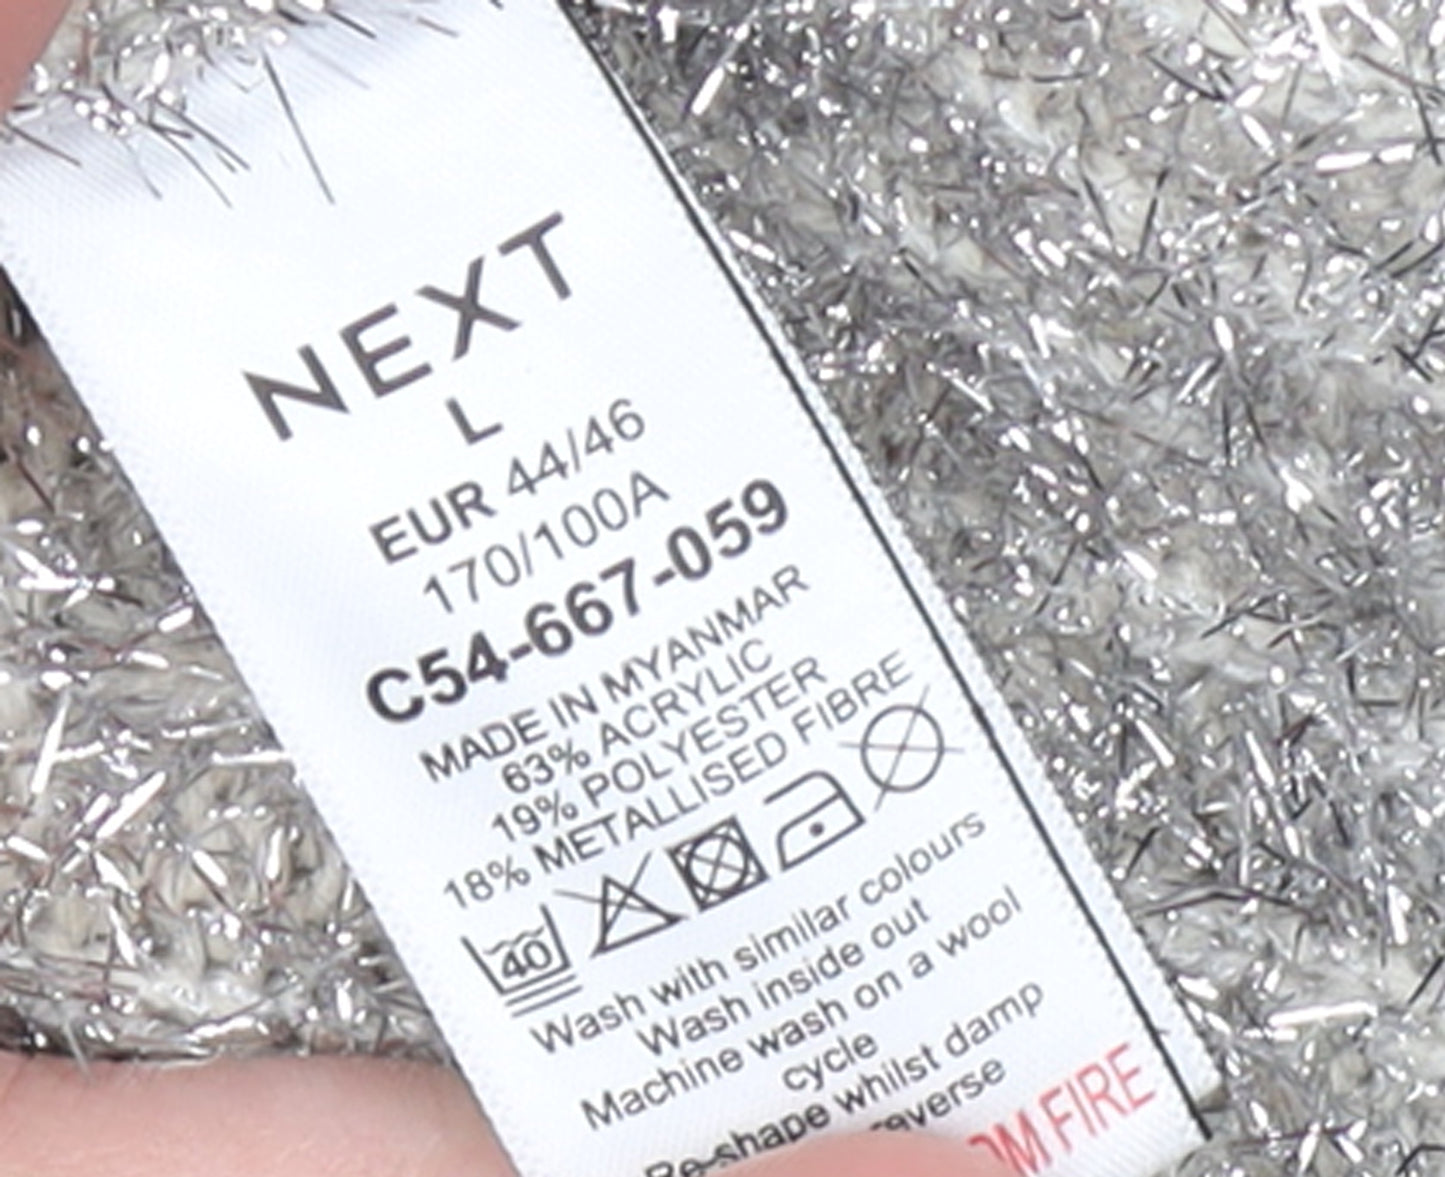 NEXT
L
EUR 44/46
170/100A
C54-667-059
MADE IN MYANMAR
63% ACRYLIC
19% POLYESTER
18% METALLISED FIBRE
40
Wash with similar colours
Wash inside out
Machine wash on a wool
cycle
Re-shape whilst damp
FIRE